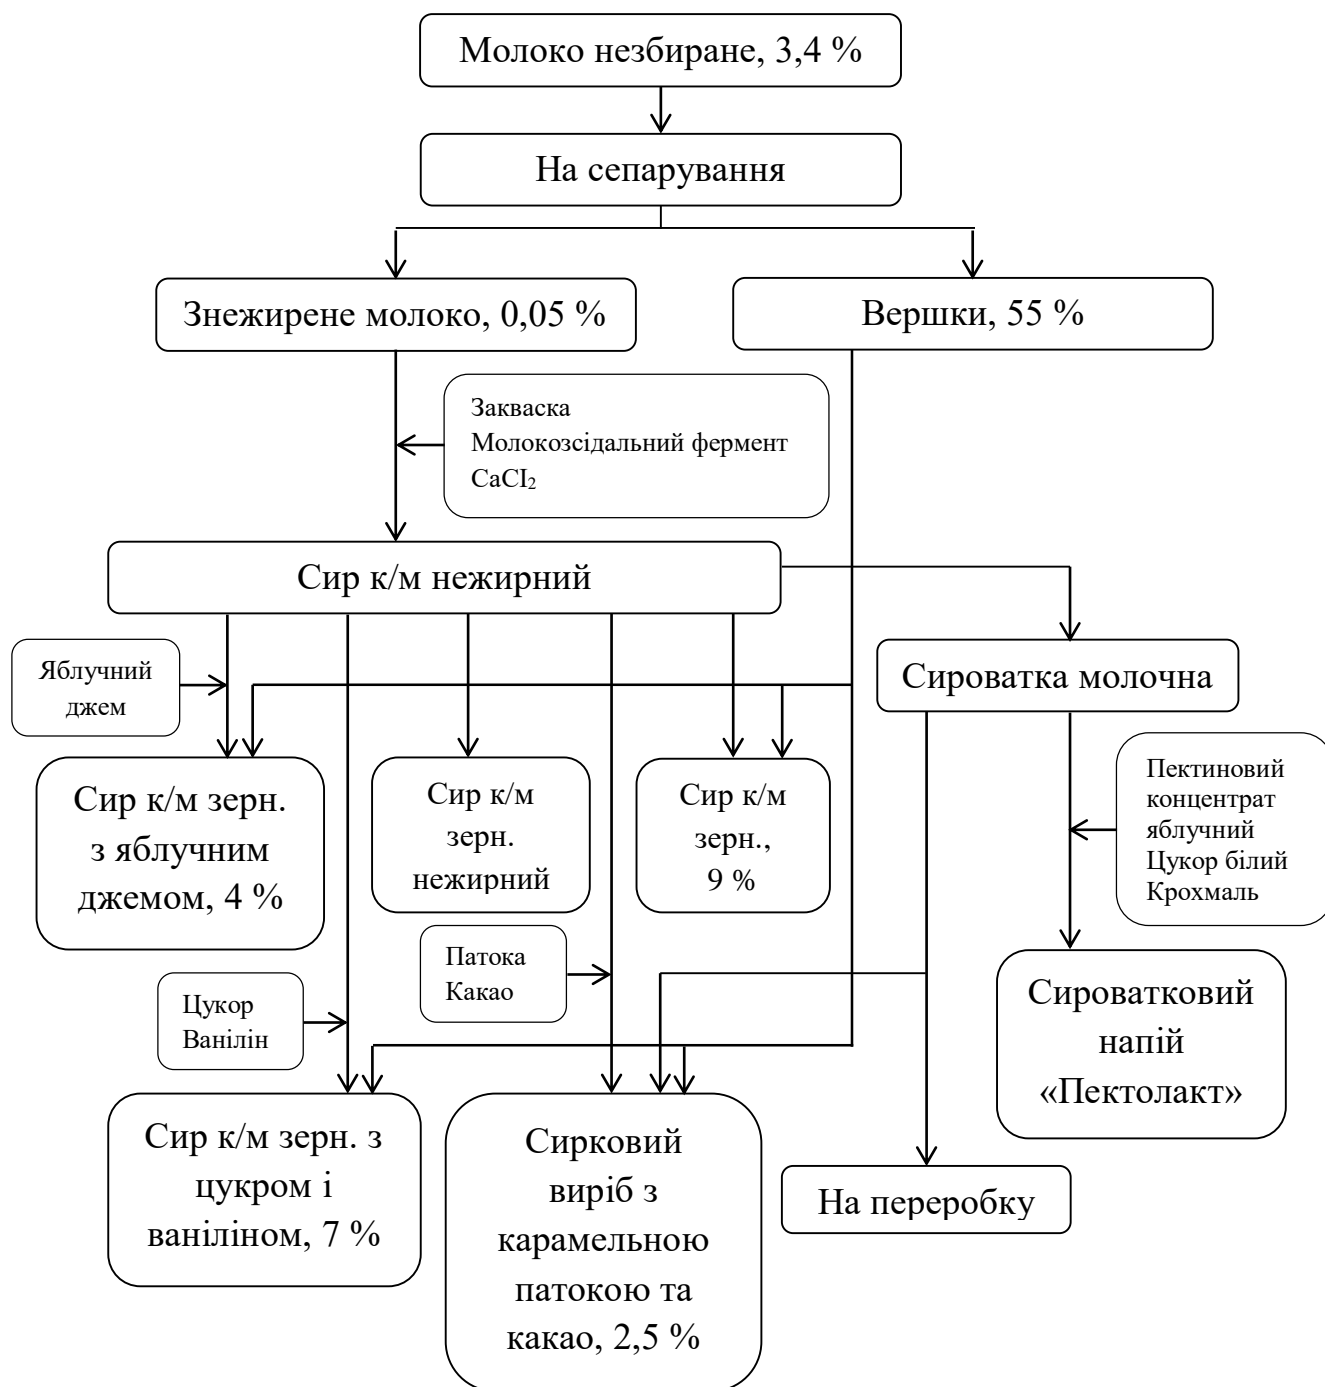 Молоко незбиране, 3,4 %
На сепарування
Знежирене молоко, 0,05 %
Вершки, 55 %
Закваска
Молокозсідальний фермент
CaCI₂
Сир к/м нежирний
Яблучний
джем
Сироватка молочна
Сир к/м зерн.
з яблучним
джемом, 4 %
Сир к/м
зерн.
нежирний
Сир к/м
зерн.,
9 %
Пектиновий
концентрат
яблучний
Цукор білий
Крохмаль
Патока
Какао
Цукор
Ванілін
Сироватковий
напій
«Пектолакт»
Сир к/м зерн. з
цукром і
ваніліном, 7 %
Сирковий
виріб з
карамельною
патокою та
какао, 2,5 %
На переробку